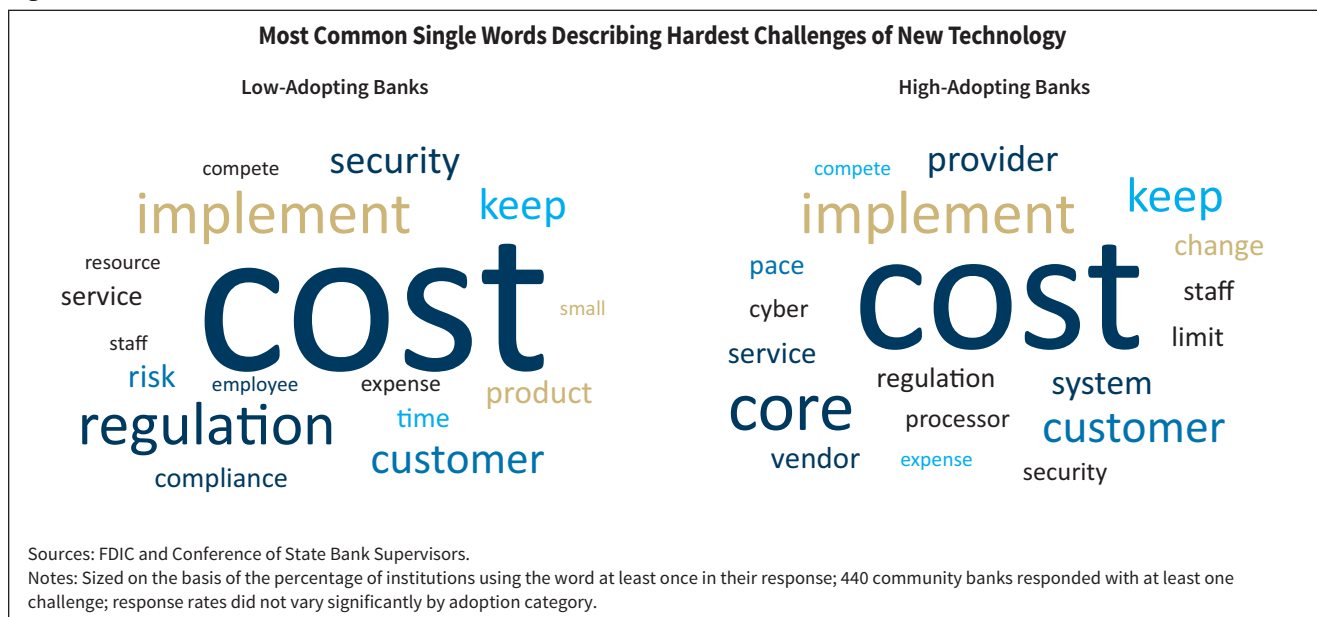 Most Common Single Words Describing Hardest Challenges of New Technology
Low-Adopting Banks
compete
security
implement
keep
resource
service
cost
small
staff
risk
employee
expense
product
regulation
time
customer
compliance
High-Adopting Banks
compete
provider
implement
keep
change
pace
cost
cyber
staff
service
limit
regulation
system
core
processor
customer
vendor
expense
security
Sources: FDIC and Conference of State Bank Supervisors.
Notes: Sized on the basis of the percentage of institutions using the word at least once in their response; 440 community banks responded with at least one
challenge; response rates did not vary significantly by adoption category.